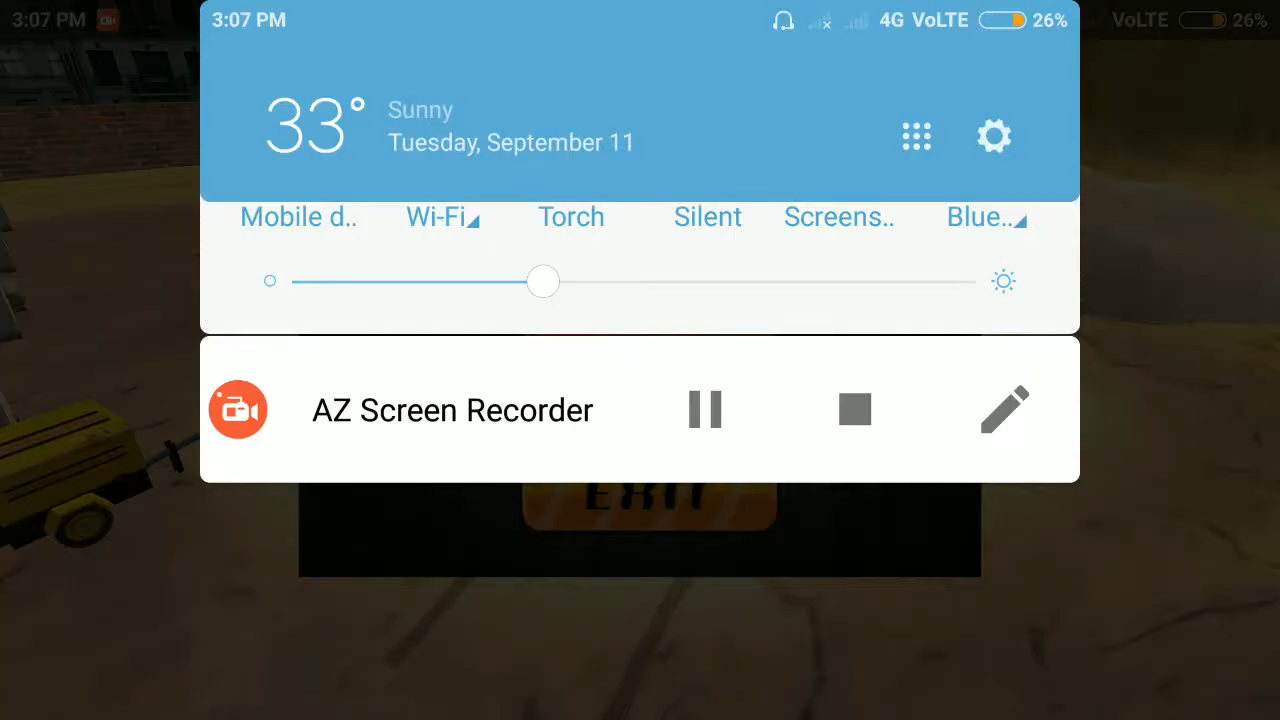 3:07 PM
3:07 PM 4G VoLTE 26%
VoLTE 26%
33° Sunny
Tuesday, September 11
Mobile d.. Wi-Fi Torch Silent Screens.. Blue..
AZ Screen Recorder
EXIT